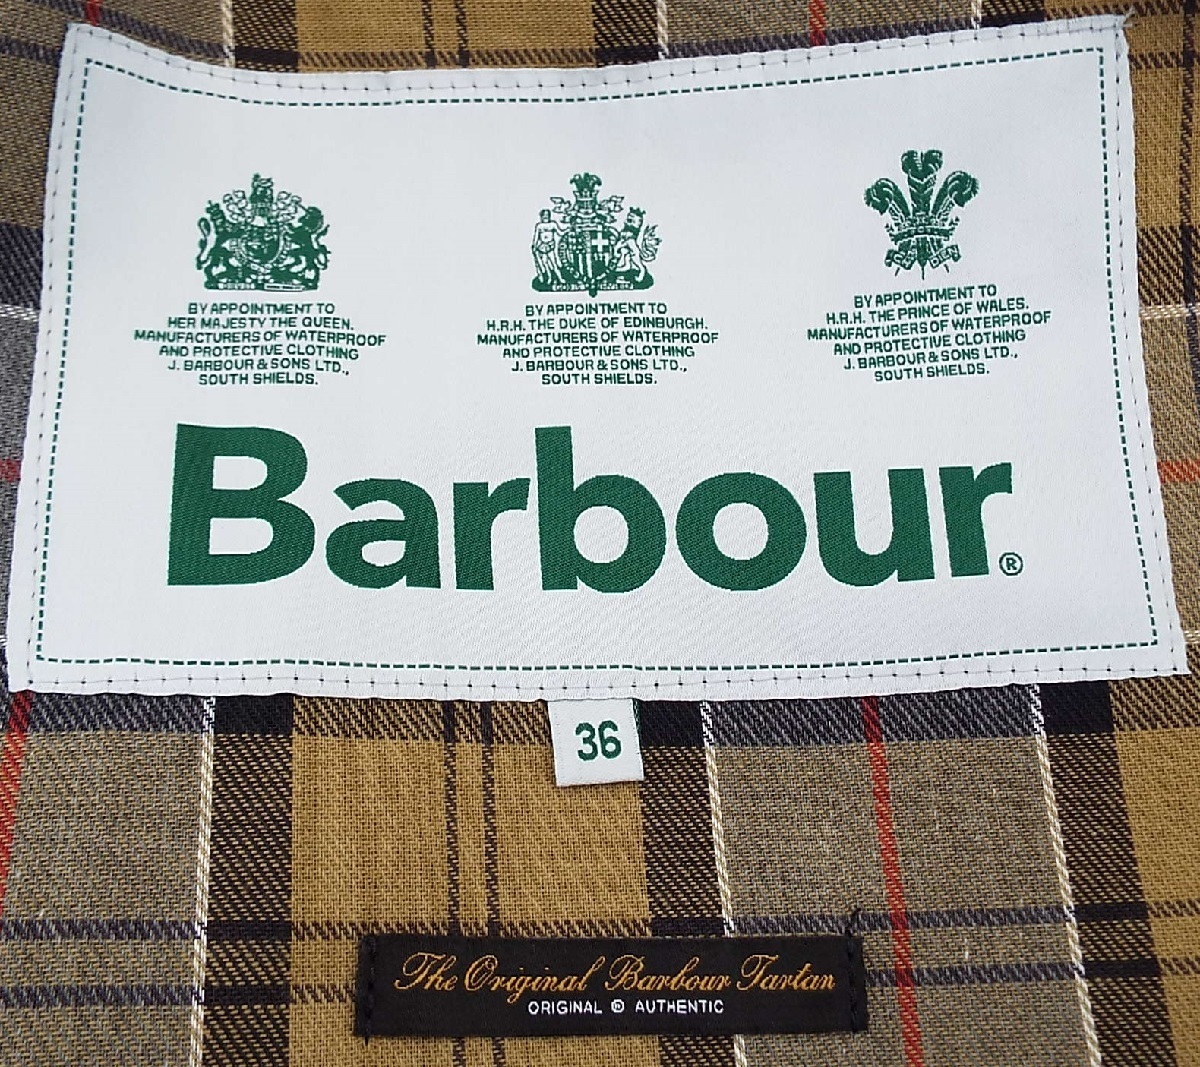 BY APPOINTMENT TO
HER MAJESTY THE QUEEN.
MANUFACTURERS OF WATERPROOF
AND PROTECTIVE CLOTHING
J. BARBOUR & SONS LTD.,
SOUTH SHIELDS.
BY APPOINTMENT TO
H.R.H. THE DUKE OF EDINBURGH.
MANUFACTURERS OF WATERPROOF
AND PROTECTIVE CLOTHING
J. BARBOUR & SONS LTD.,
SOUTH SHIELDS.
BY APPOINTMENT TO
H.R.H. THE PRINCE OF WALES.
MANUFACTURERS OF WATERPROOF
AND PROTECTIVE CLOTHING
J. BARBOUR & SONS LTD.,
SOUTH SHIELDS.
Barbour®
36
The Original Barbour Tartan
ORIGINAL ® AUTHENTIC